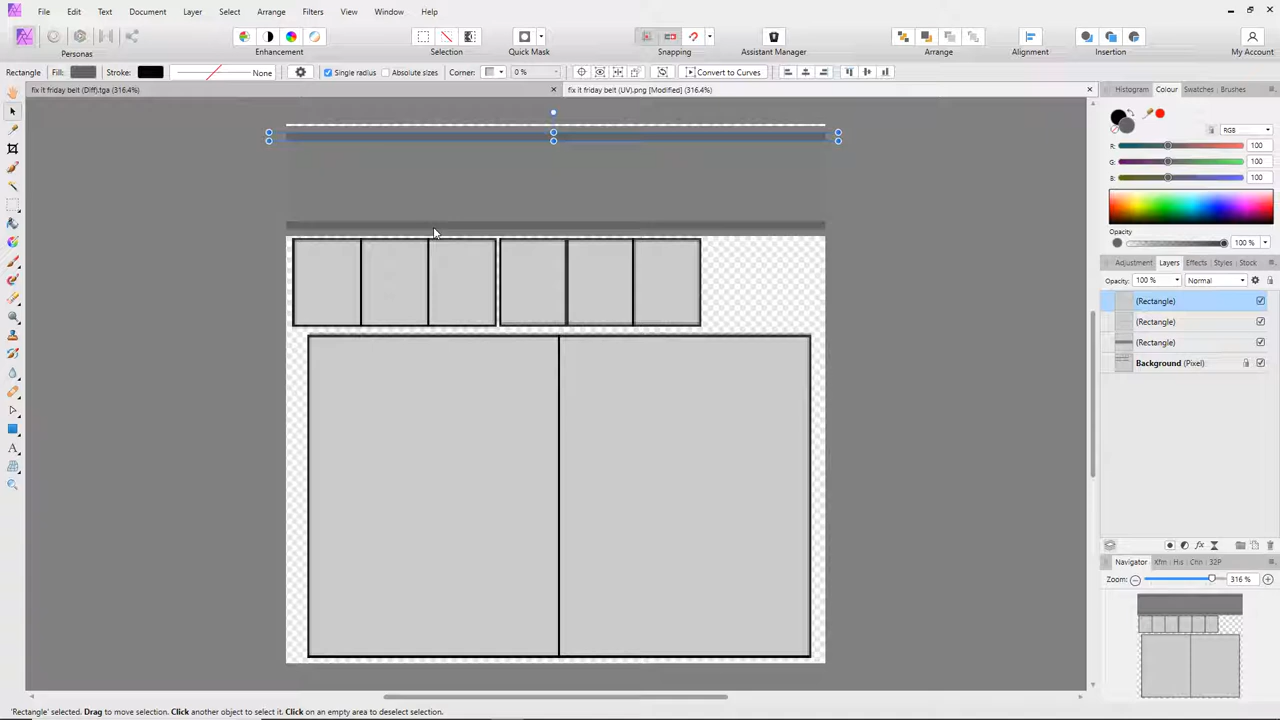 File Edit Text Document Layer Select Arrange Filters View Window Help
Personas Enhancement Selection Quick Mask Snapping Assistant Manager Arrange Alignment Insertion My Account
Rectangle Fill: Stroke: None Single radius Absolute sizes Corner: 0 % Convert to Curves
fix it friday belt (Diff).tga (316.4%) fix it friday belt (UV).png [Modified] (316.4%)
Histogram Colour Swatches Brushes
RGB
R: 100
G: 100
B: 100
Opacity
100 %
Adjustment Layers Effects Styles Stock
Opacity: 100 % Normal
(Rectangle)
(Rectangle)
(Rectangle)
Background (Pixel)
fx
Navigator Xfm His Chn 32P
Zoom: 316 %
'Rectangle' selected. Drag to move selection. Click another object to select it. Click on an empty area to deselect selection.